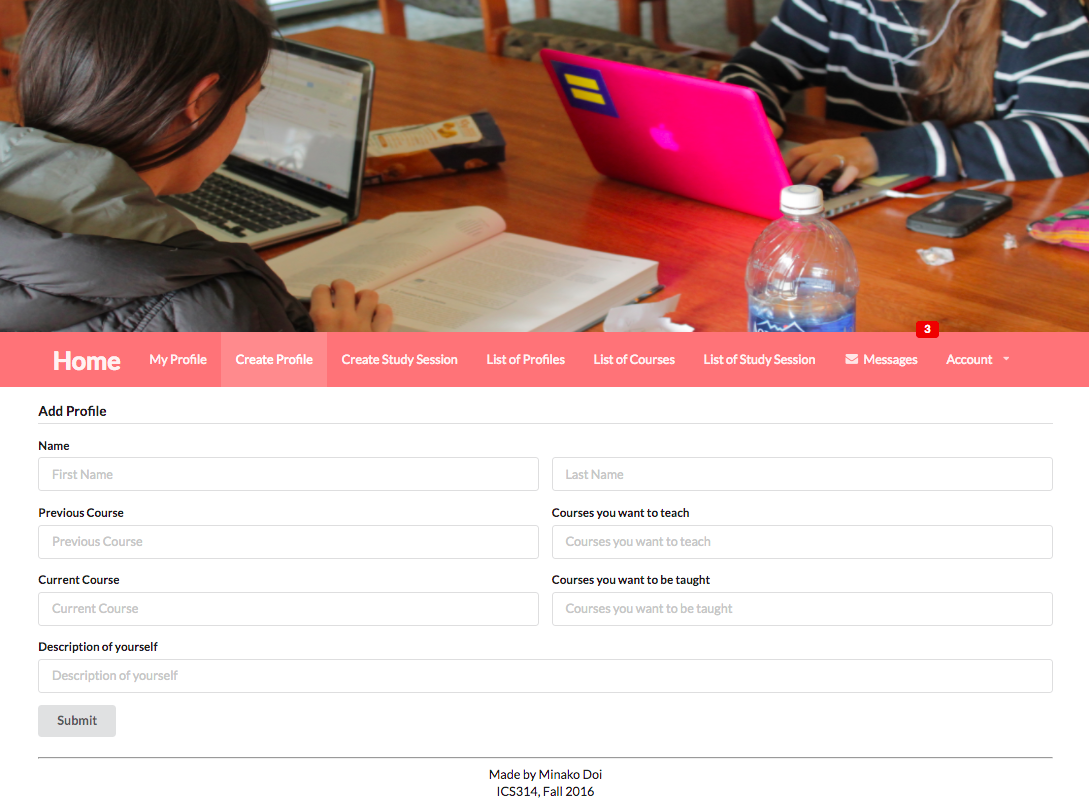 3
Home My Profile Create Profile Create Study Session List of Profiles List of Courses List of Study Session Messages Account
Add Profile
Name
First Name Last Name
Previous Course Courses you want to teach
Previous Course Courses you want to teach
Current Course Courses you want to be taught
Current Course Courses you want to be taught
Description of yourself
Description of yourself
Submit
Made by Minako Doi
ICS314, Fall 2016